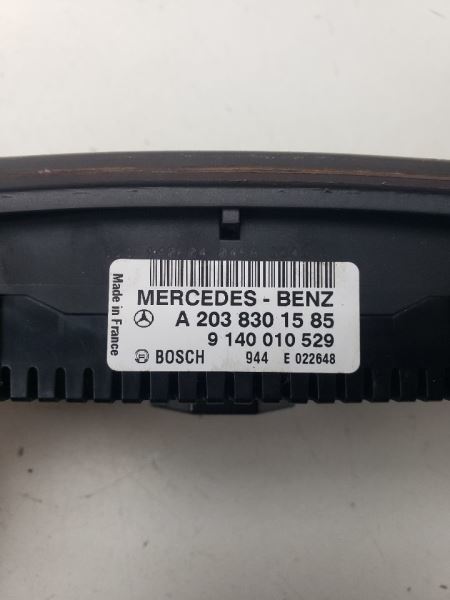 Made in France
MERCEDES - BENZ
A 203 830 15 85
9 140 010 529
BOSCH 944 E 022648